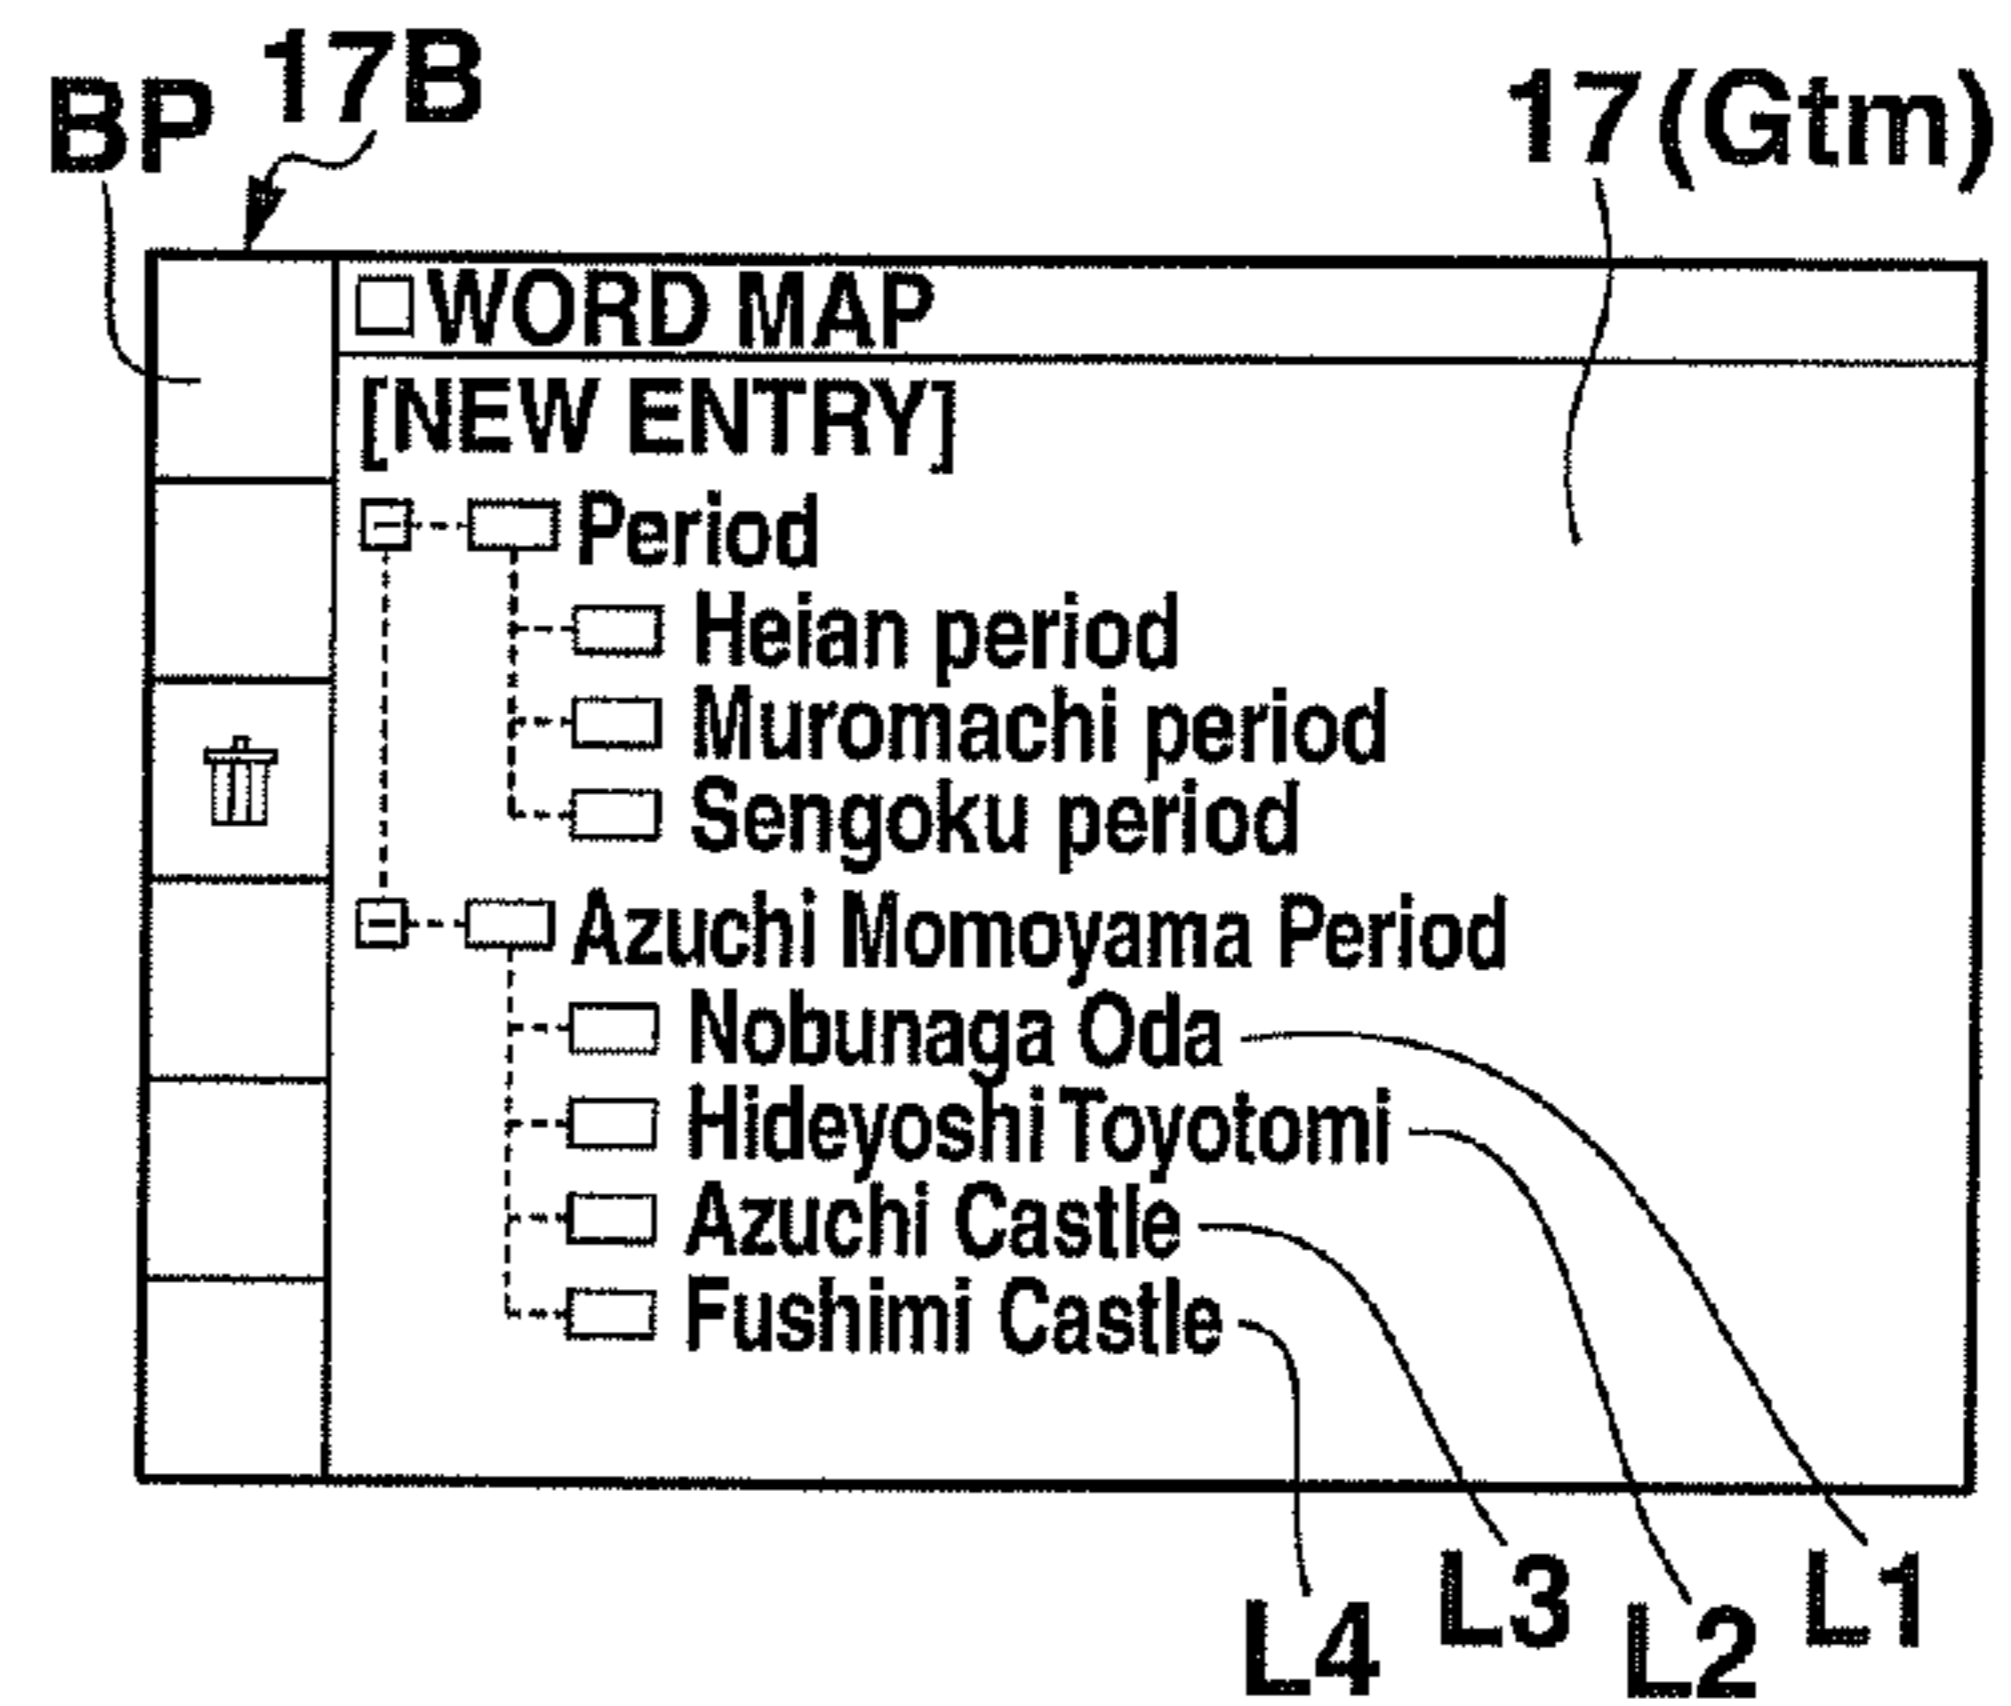 BP 17B 17(Gtm)
WORD MAP
[NEW ENTRY]
Period
Heian period
Muromachi period
Sengoku period
Azuchi Momoyama Period
Nobunaga Oda
Hideyoshi Toyotomi
Azuchi Castle
Fushimi Castle
L4 L3 L2 L1